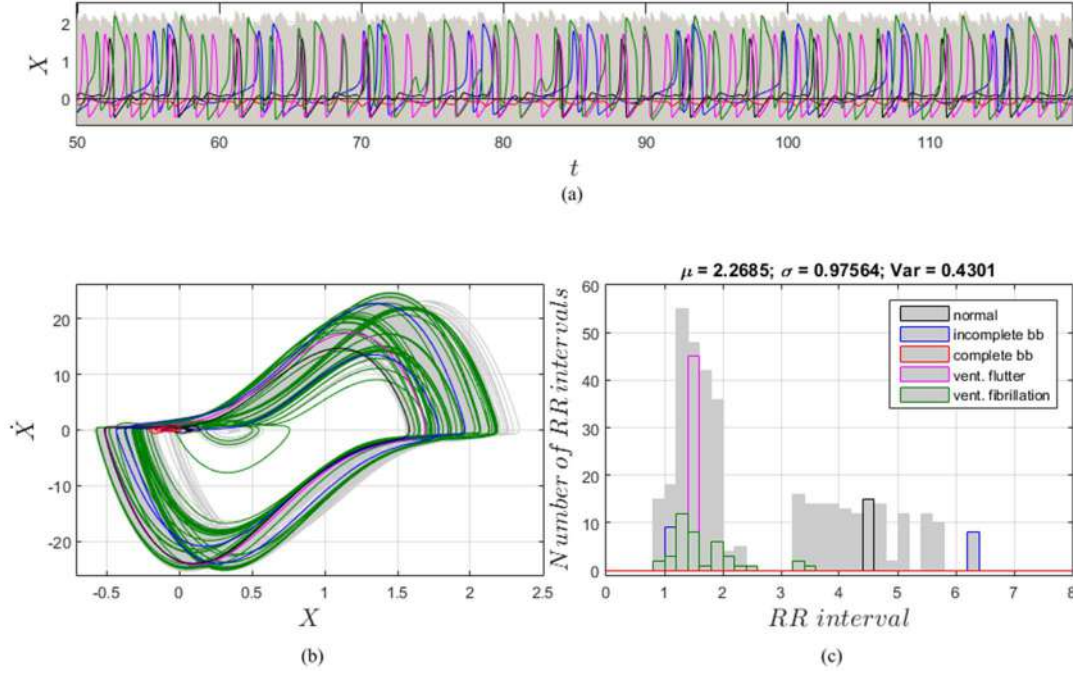 2
1
0
X
50 60 70 80 90 100 110
t
(a)
μ = 2.2685; σ = 0.97564; Var = 0.4301
20
10
0
-10
-20
Ẋ
-0.5 0 0.5 1 1.5 2 2.5
X
(b)
60
50
40
30
20
10
0
Number of RR intervals
normal
incomplete bb
complete bb
vent. flutter
vent. fibrillation
0 1 2 3 4 5 6 7 8
RR interval
(c)